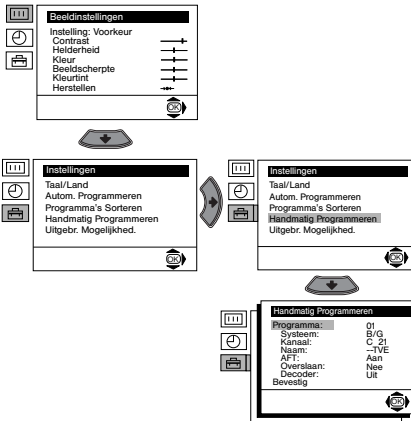 Beeldinstellingen
Instelling: Voorkeur
Contrast
Helderheid
Kleur
Beeldscherpte
Kleurtint
Herstellen
OK
Instellingen
Taal/Land
Autom. Programmeren
Programma's Sorteren
Handmatig Programmeren
Uitgebr. Mogelijkhed.
OK
Instellingen
Taal/Land
Autom. Programmeren
Programma's Sorteren
Handmatig Programmeren
Uitgebr. Mogelijkhed.
OK
Handmatig Programmeren
Programma: 01
Systeem: B/G
Kanaal: C 21
Naam: --TVE
AFT: Aan
Overslaan: Nee
Decoder: Uit
Bevestig
OK